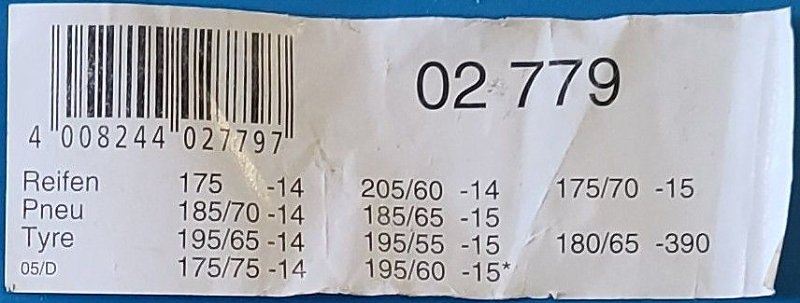 02 779
4 008244 027797
Reifen 175 -14 205/60 -14 175/70 -15
Pneu 185/70 -14 185/65 -15
Tyre 195/65 -14 195/55 -15 180/65 -390
05/D 175/75 -14 195/60 -15*